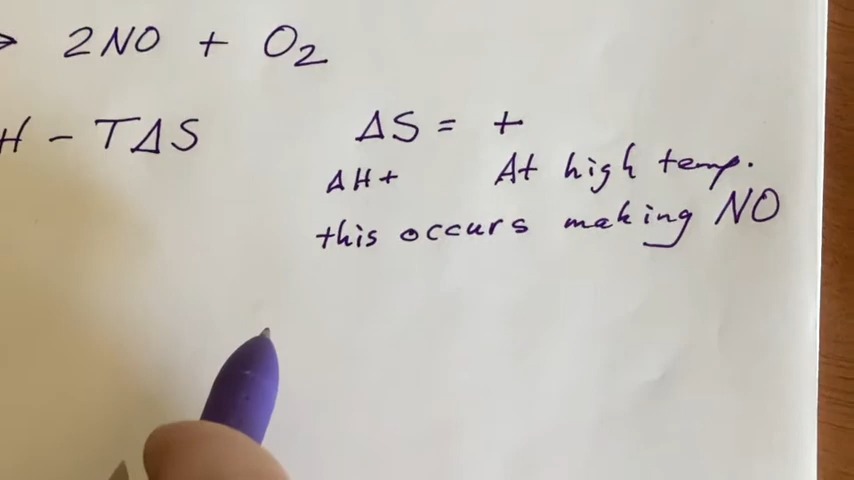 → 2NO + O₂
H - TΔS
ΔS = +
ΔH+ At high temp.
this occurs making NO